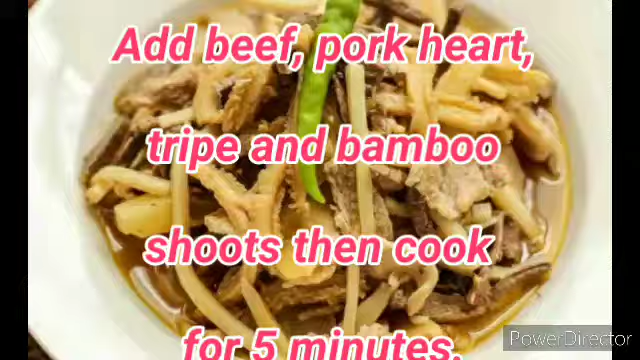 Add beef, pork heart,
tripe and bamboo
shoots then cook
for 5 minutes.
PowerDirector